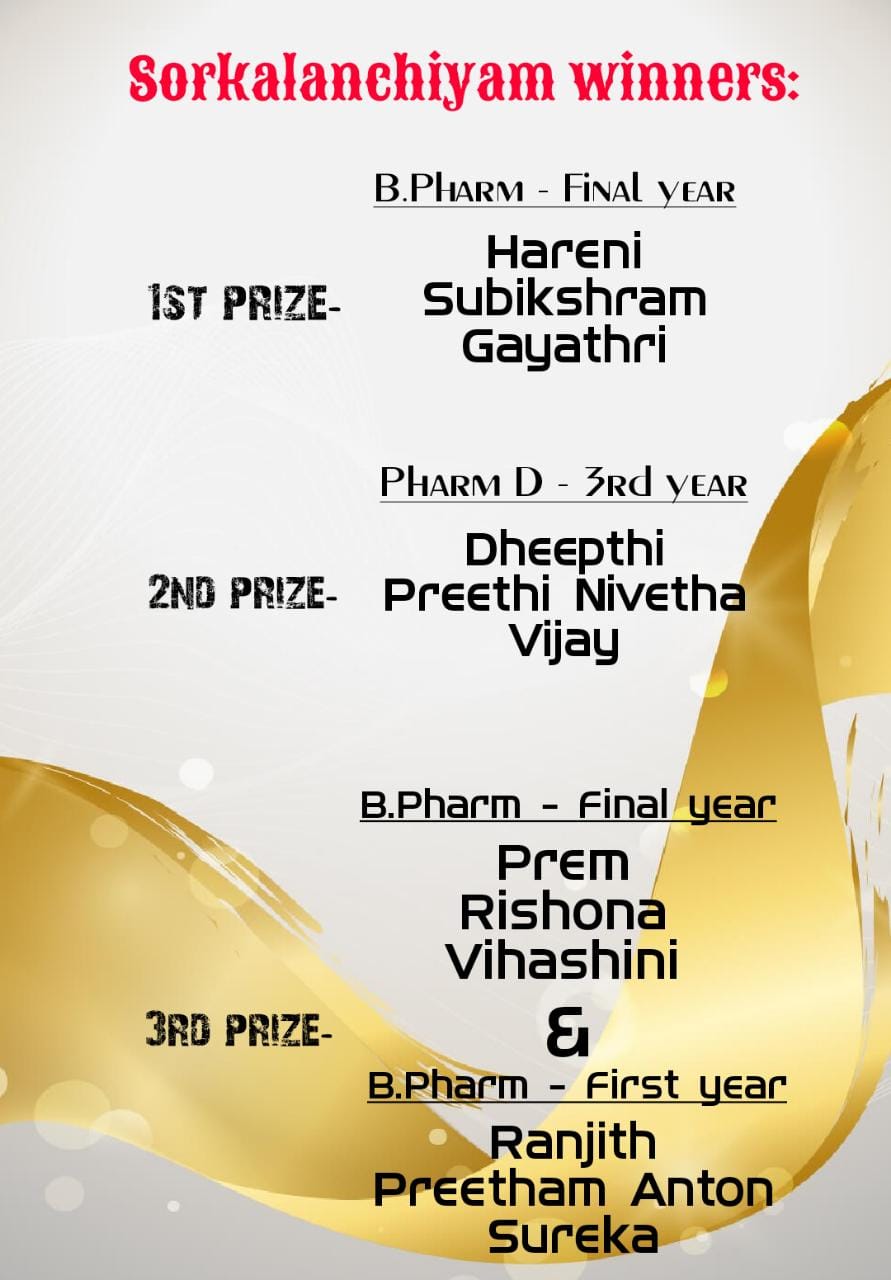 Sorkalanchiyam winners:
B.Pharm - Final year
1st prize-
Hareni
Subikshram
Gayathri
Pharm D - 3rd year
2nd prize-
Dheepthi
Preethi Nivetha
Vijay
B.Pharm - Final year
Prem
Rishona
Vihashini
3rd prize-
&
B.Pharm - First year
Ranjith
Preetham Anton
Sureka